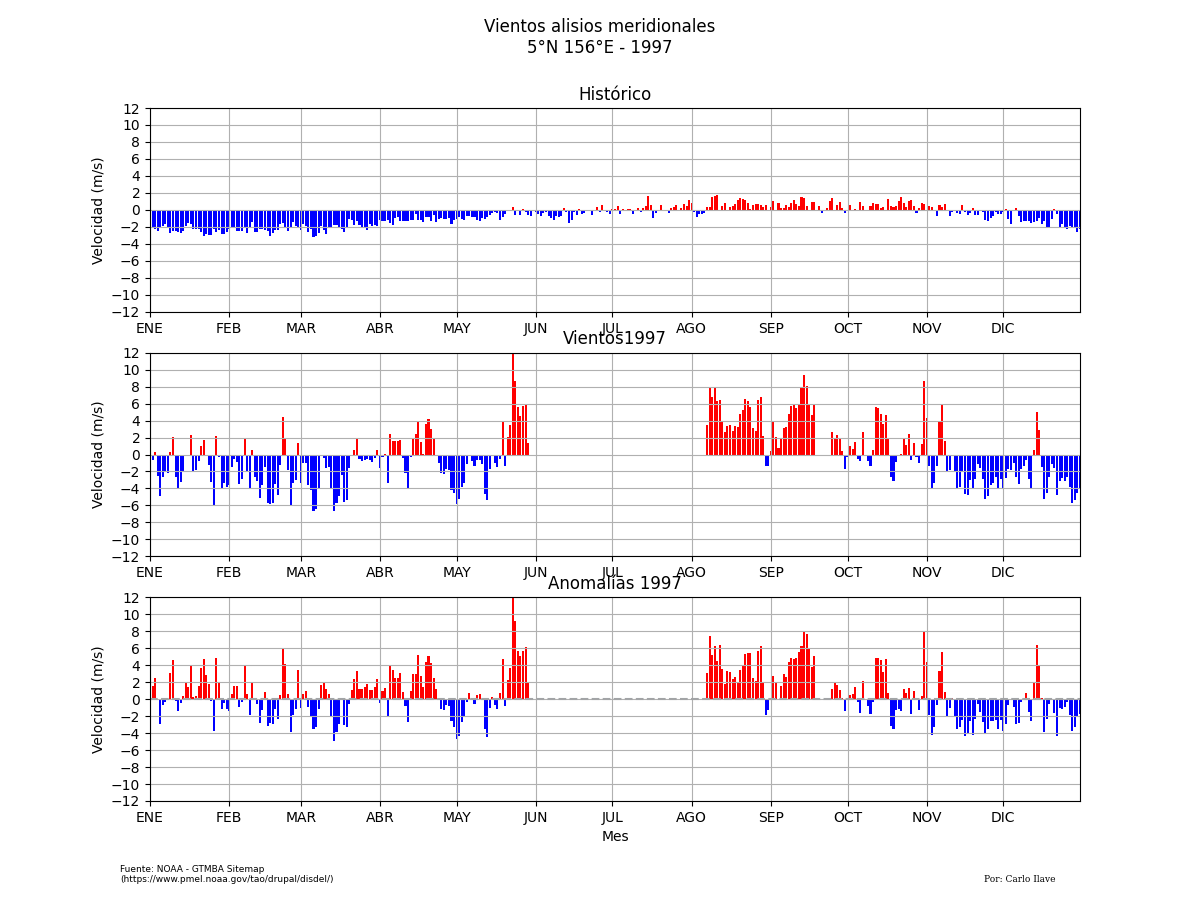 Vientos alisios meridionales
5°N 156°E - 1997
Histórico
12
10
8
6
4
2
0
−2
−4
−6
−8
−10
−12
Velocidad (m/s)
ENE FEB MAR ABR MAY JUN JUL AGO SEP OCT NOV DIC
Vientos1997
12
10
8
6
4
2
0
−2
−4
−6
−8
−10
−12
Velocidad (m/s)
ENE FEB MAR ABR MAY JUN JUL AGO SEP OCT NOV DIC
Anomalías 1997
12
10
8
6
4
2
0
−2
−4
−6
−8
−10
−12
Velocidad (m/s)
ENE FEB MAR ABR MAY JUN JUL AGO SEP OCT NOV DIC
Mes
Fuente: NOAA - GTMBA Sitemap
(https://www.pmel.noaa.gov/tao/drupal/disdel/)
Por: Carlo Ilave